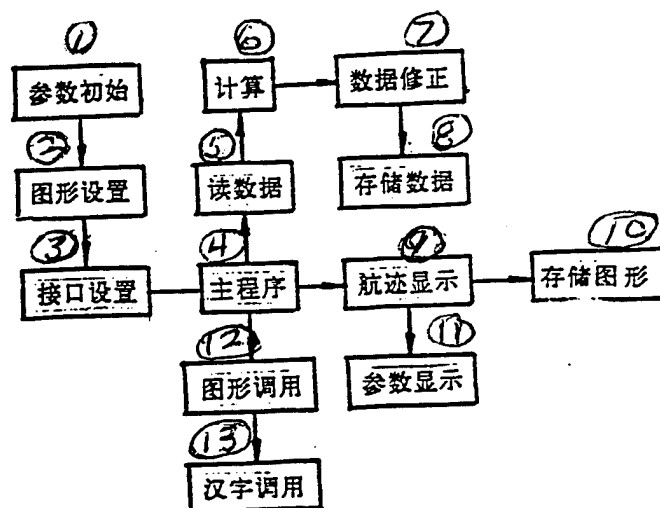 ①
参数初始
②
图形设置
③
接口设置
④
主程序
⑤
读数据
⑥
计算
⑦
数据修正
⑧
存储数据
⑨
航迹显示
⑩
存储图形
⑪
参数显示
⑫
图形调用
⑬
汉字调用